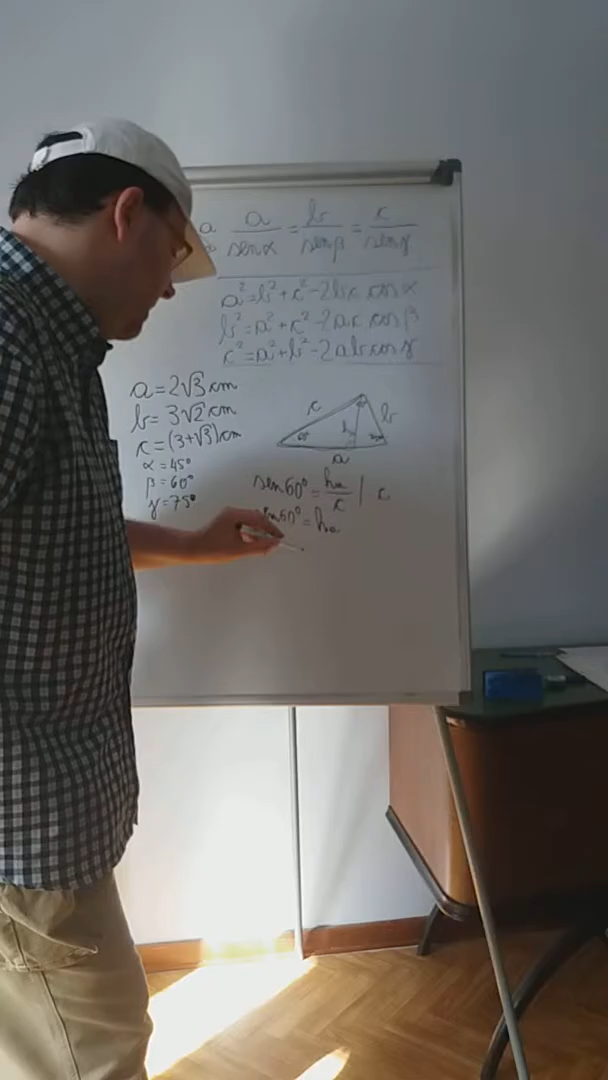 a/senα = b/senβ = c/senγ
a² = b² + c² - 2bc cos α
b² = a² + c² - 2ac cos β
c² = a² + b² - 2ab cos γ
a = 2√3 cm
b = 3√2 cm
c = (3+√3) cm
α = 45°
β = 60°
γ = 75°
c
b
h
60°
a
sen60° = hₐ/c | c
sen60° = hₐ